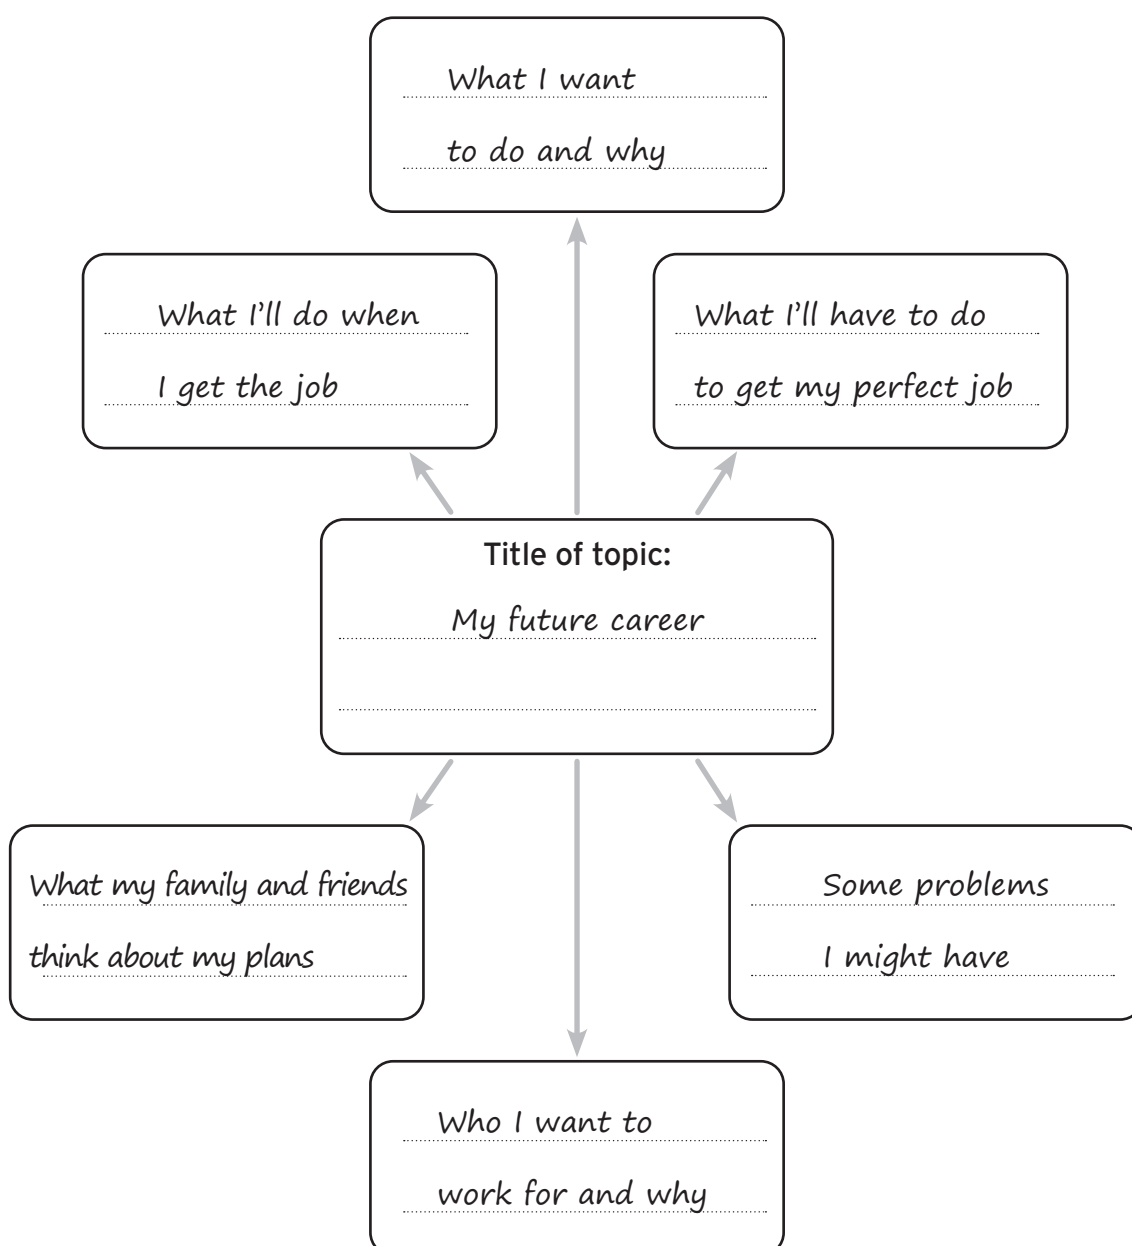 What I want
to do and why
What I'll do when
I get the job
What I'll have to do
to get my perfect job
Title of topic:
My future career
What my family and friends
think about my plans
Some problems
I might have
Who I want to
work for and why